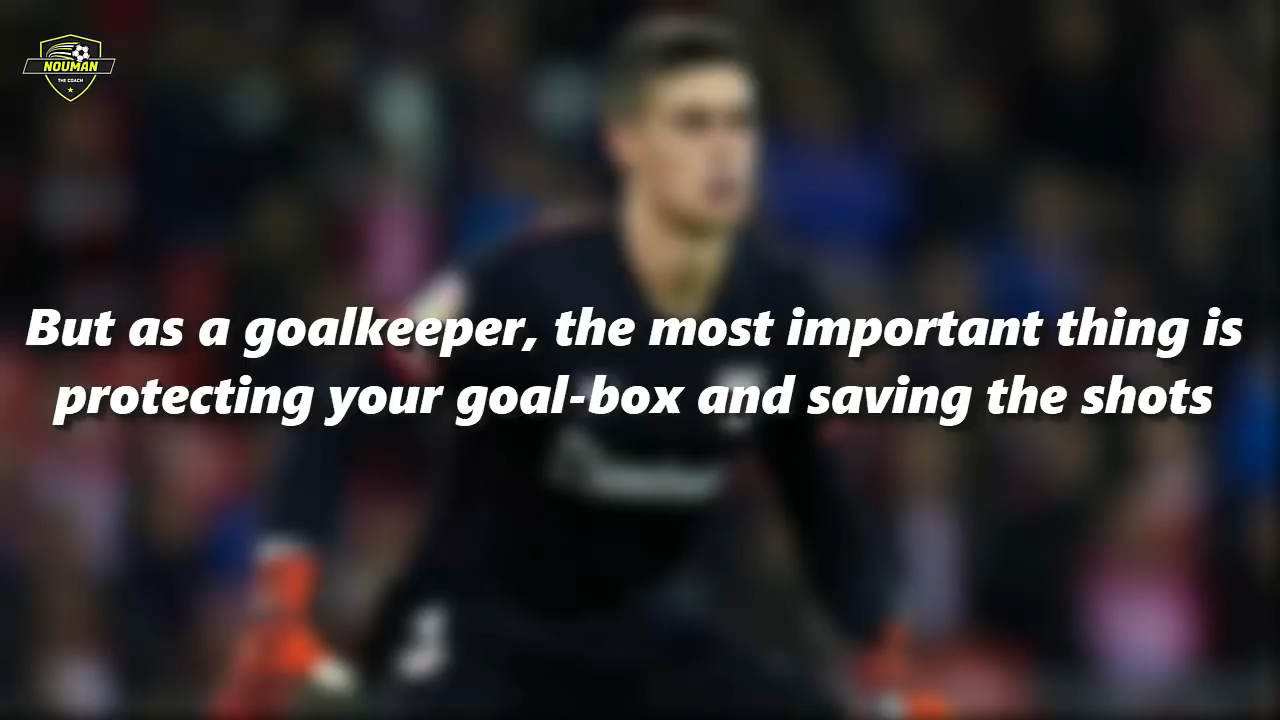 NOUMAN
THE COACH
But as a goalkeeper, the most important thing is
protecting your goal-box and saving the shots